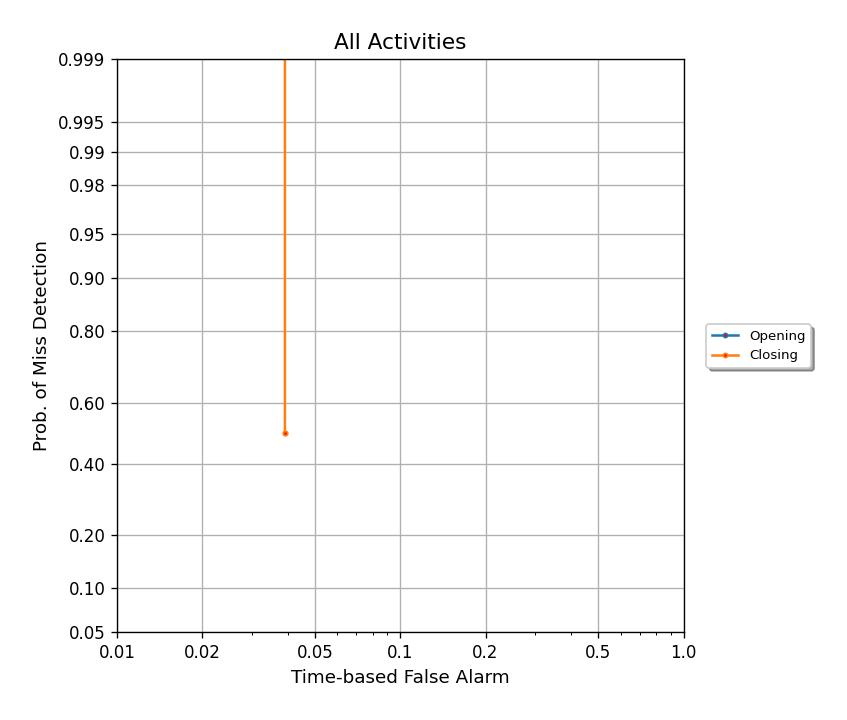 All Activities
0.999
0.995
0.99
0.98
0.95
0.90
0.80
0.60
0.40
0.20
0.10
0.05
Prob. of Miss Detection
0.01 0.02 0.05 0.1 0.2 0.5 1.0
Time-based False Alarm
Opening
Closing